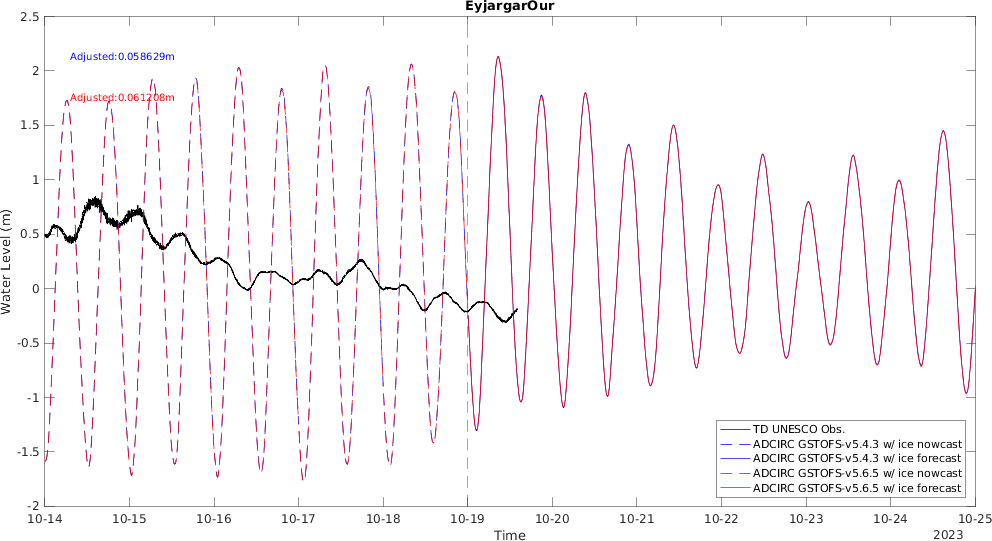 EyjargarOur
2.5
2
1.5
1
0.5
0
-0.5
-1
-1.5
-2
Water Level (m)
Adjusted:0.058629m
Adjusted:0.061208m
TD UNESCO Obs.
ADCIRC GSTOFS-v5.4.3 w/ ice nowcast
ADCIRC GSTOFS-v5.4.3 w/ ice forecast
ADCIRC GSTOFS-v5.6.5 w/ ice nowcast
ADCIRC GSTOFS-v5.6.5 w/ ice forecast
10-14 10-15 10-16 10-17 10-18 10-19 10-20 10-21 10-22 10-23 10-24 10-25
Time
2023